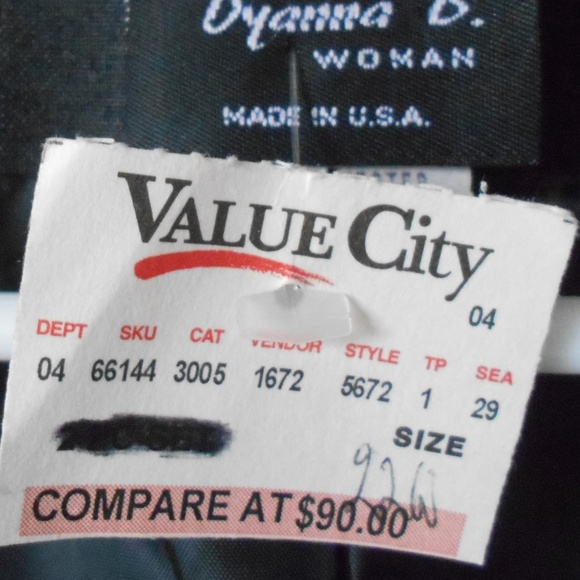 Dyanna B.
WOMAN
MADE IN U.S.A.
VALUE City
04
DEPT SKU CAT VENDOR STYLE TP SEA
04 66144 3005 1672 5672 1 29
SIZE
22W
COMPARE AT $90.00